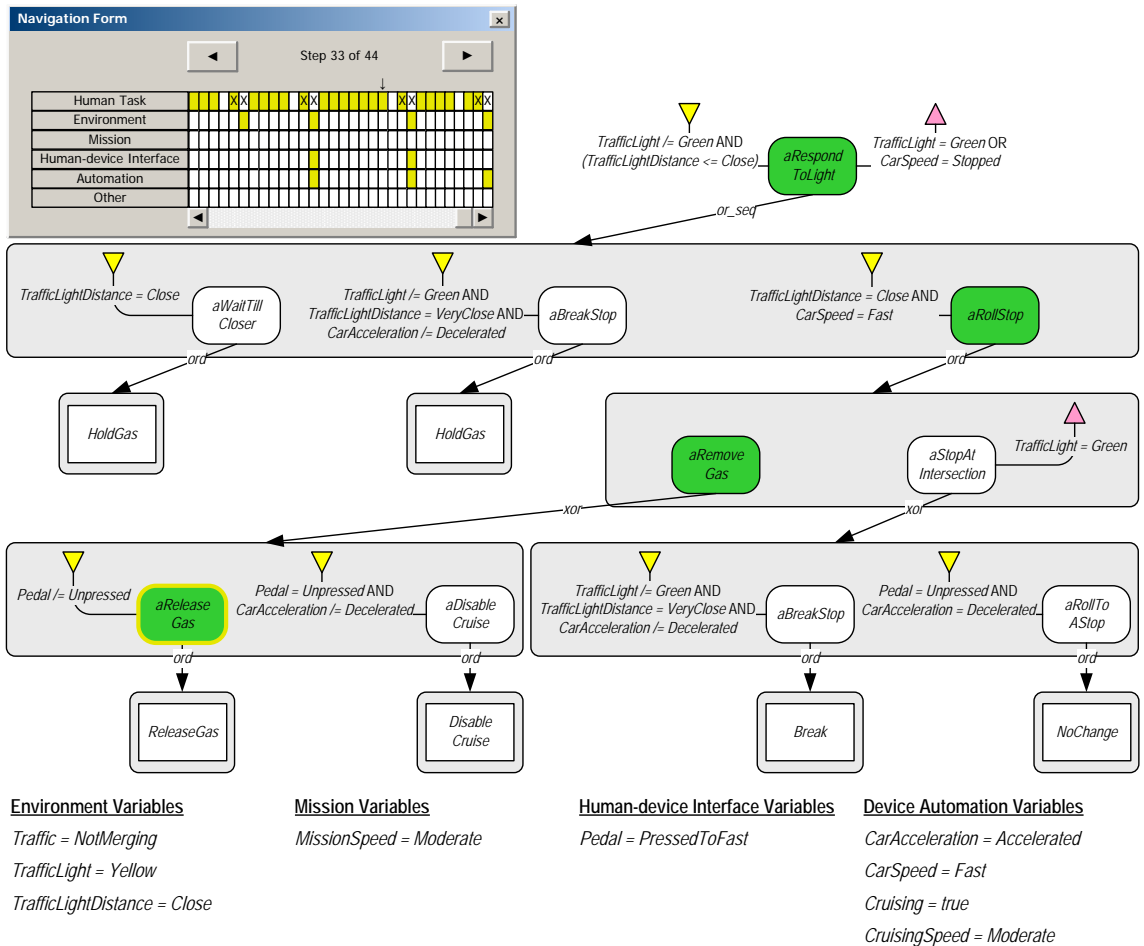 Navigation Form
Step 33 of 44
Human Task
X X X X X X X X
Environment
Mission
Human-device Interface
Automation
Other
TrafficLight /= Green AND
(TrafficLightDistance <= Close)
aRespond
ToLight
TrafficLight = Green OR
CarSpeed = Stopped
or_seq
TrafficLightDistance = Close
aWaitTill
Closer
TrafficLight /= Green AND
TrafficLightDistance = VeryClose AND
CarAcceleration /= Decelerated
aBreakStop
TrafficLightDistance = Close AND
CarSpeed = Fast
aRollStop
ord
ord
ord
HoldGas
HoldGas
aRemove
Gas
aStopAt
Intersection
TrafficLight = Green
xor
xor
Pedal /= Unpressed
aRelease
Gas
Pedal = Unpressed AND
CarAcceleration /= Decelerated
aDisable
Cruise
TrafficLight /= Green AND
TrafficLightDistance = VeryClose AND
CarAcceleration /= Decelerated
aBreakStop
Pedal = Unpressed AND
CarAcceleration = Decelerated
aRollTo
AStop
ord
ord
ord
ord
ReleaseGas
Disable
Cruise
Break
NoChange
Environment Variables
Traffic = NotMerging
TrafficLight = Yellow
TrafficLightDistance = Close
Mission Variables
MissionSpeed = Moderate
Human-device Interface Variables
Pedal = PressedToFast
Device Automation Variables
CarAcceleration = Accelerated
CarSpeed = Fast
Cruising = true
CruisingSpeed = Moderate